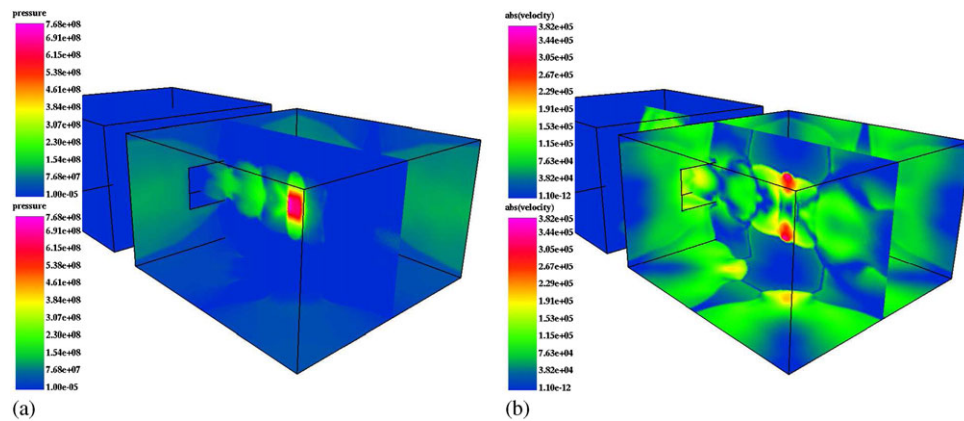 pressure
7.68e+08
6.91e+08
6.15e+08
5.38e+08
4.61e+08
3.84e+08
3.07e+08
2.30e+08
1.54e+08
7.68e+07
1.00e-05
pressure
7.68e+08
6.91e+08
6.15e+08
5.38e+08
4.61e+08
3.84e+08
3.07e+08
2.30e+08
1.54e+08
7.68e+07
1.00e-05
(a)
abs(velocity)
3.82e+05
3.44e+05
3.05e+05
2.67e+05
2.29e+05
1.91e+05
1.53e+05
1.15e+05
7.63e+04
3.82e+04
1.10e-12
abs(velocity)
3.82e+05
3.44e+05
3.05e+05
2.67e+05
2.29e+05
1.91e+05
1.53e+05
1.15e+05
7.63e+04
3.82e+04
1.10e-12
(b)